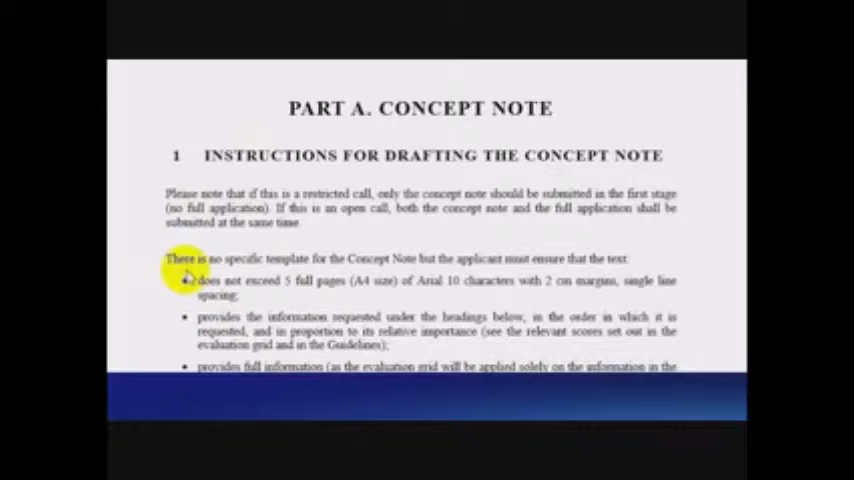 PART A. CONCEPT NOTE
1 INSTRUCTIONS FOR DRAFTING THE CONCEPT NOTE
Please note that if this is a restricted call, only the concept note should be submitted in the first stage
(no full application). If this is an open call, both the concept note and the full application shall be
submitted at the same time.
There is no specific template for the Concept Note but the applicant must ensure that the text:
• does not exceed 5 full pages (A4 size) of Arial 10 characters with 2 cm margins, single line
spacing;
• provides the information requested under the headings below, in the order in which it is
requested, and in proportion to its relative importance (see the relevant scores set out in the
evaluation grid and in the Guidelines);
• provides full information (as the evaluation grid will be applied solely on the information in the